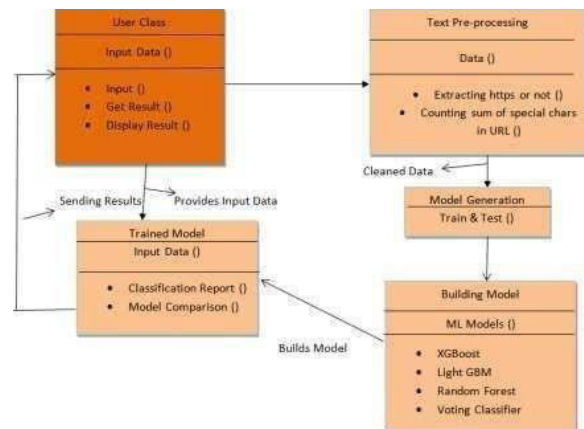 User Class
Input Data ()
• Input ()
• Get Result ()
• Display Result ()
Text Pre-processing
Data ()
• Extracting https or not ()
• Counting sum of special chars
in URL ()
Cleaned Data
Sending Results
Provides Input Data
Model Generation
Train & Test ()
Trained Model
Input Data ()
• Classification Report ()
• Model Comparison ()
Builds Model
Building Model
ML Models ()
• XGBoost
• Light GBM
• Random Forest
• Voting Classifier